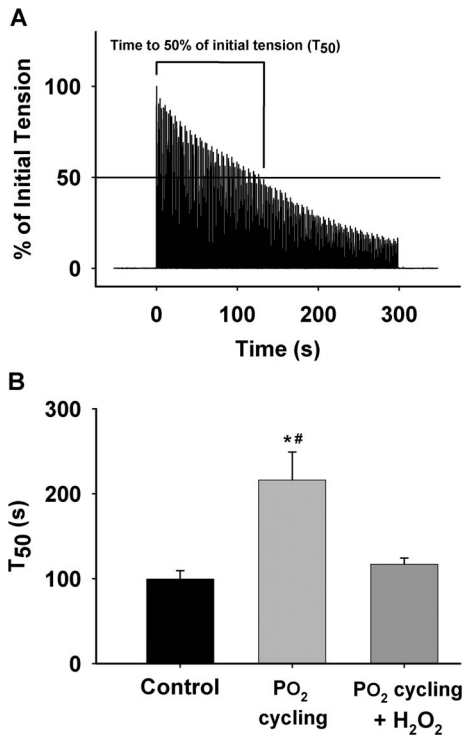 A
Time to 50% of initial tension (T50)
% of Initial Tension
100
50
0
0 100 200 300
Time (s)
B
T50 (s)
300
200
100
0
*#
Control
PO2 cycling
PO2 cycling + H2O2